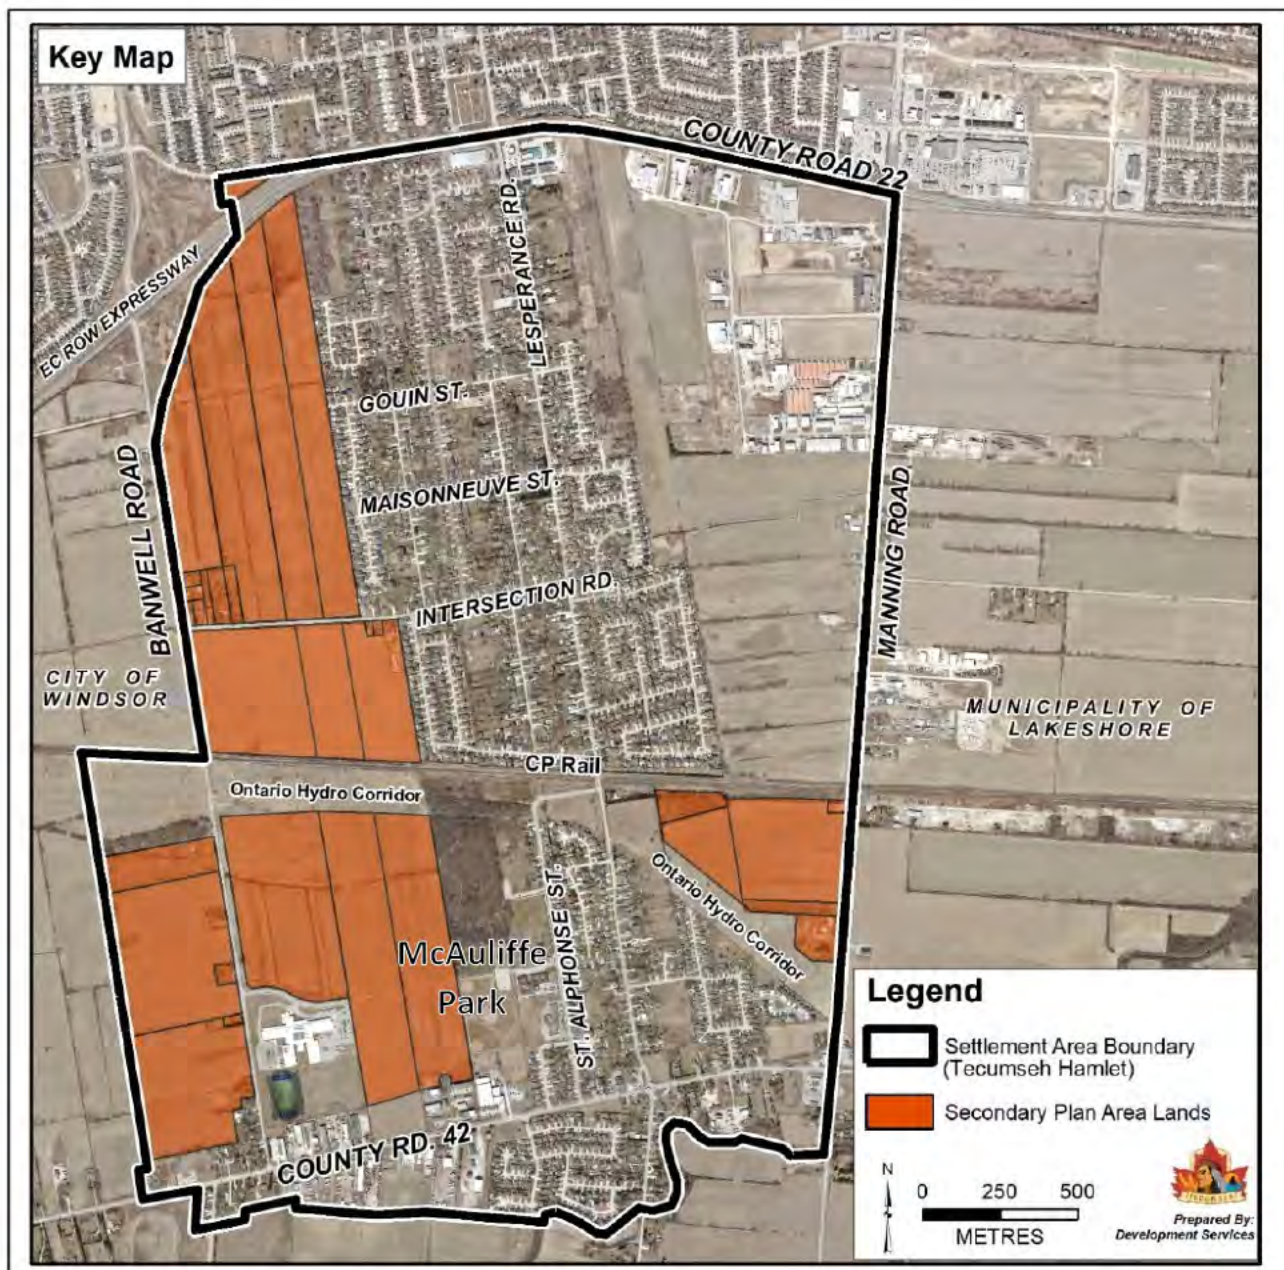 Key Map
COUNTY ROAD 22
LESPERANCE RD.
EC ROW EXPRESSWAY
GOUIN ST.
BANWELL ROAD
MAISONNEUVE ST.
MANNING ROAD
INTERSECTION RD.
CITY OF
WINDSOR
MUNICIPALITY OF
LAKESHORE
CP Rail
Ontario Hydro Corridor
Ontario Hydro Corridor
ST. ALPHONSE ST.
McAuliffe
Park
COUNTY RD. 42
Legend
Settlement Area Boundary
(Tecumseh Hamlet)
Secondary Plan Area Lands
N
0 250 500
METRES
Prepared By:
Development Services